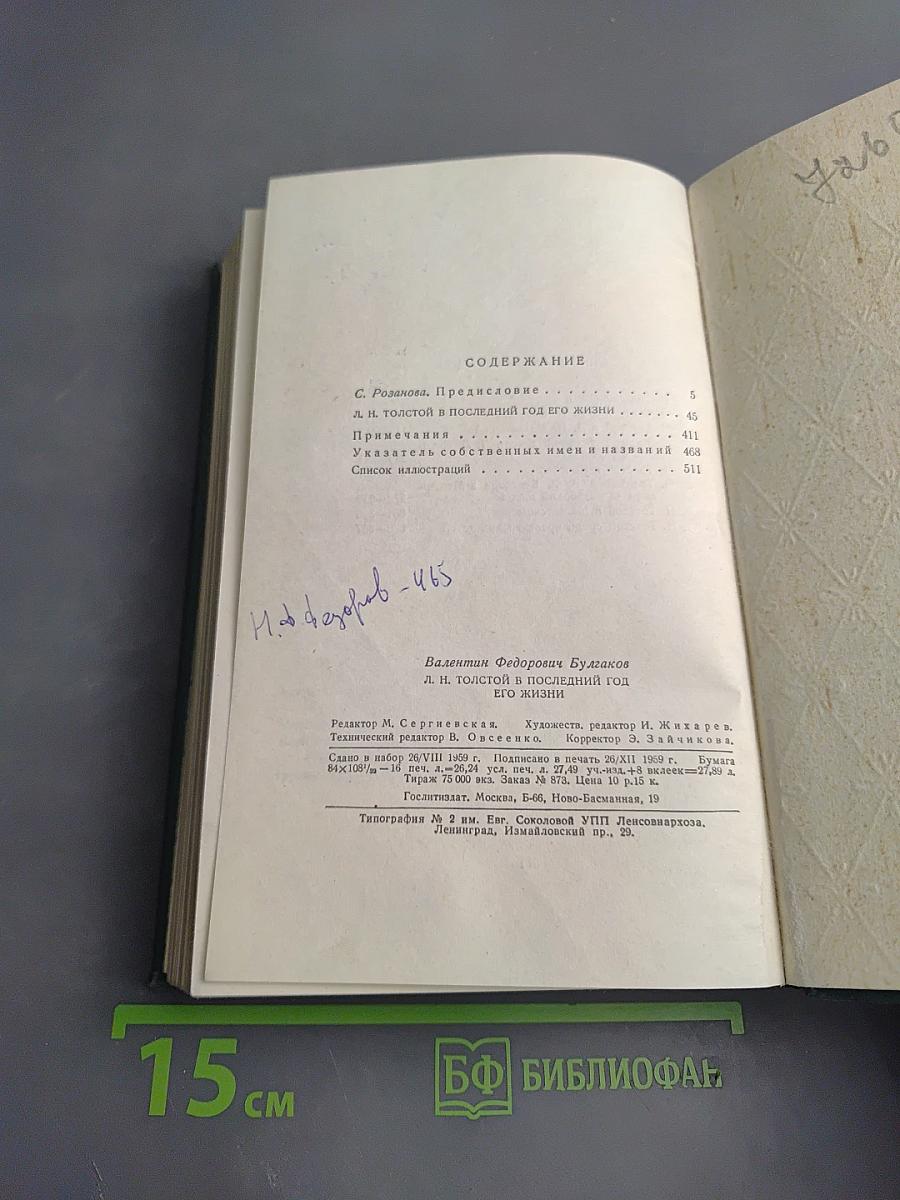 СОДЕРЖАНИЕ
С. Розанова. Предисловие . . . . . . . . . . . 5
Л. Н. ТОЛСТОЙ В ПОСЛЕДНИЙ ГОД ЕГО ЖИЗНИ . . . . . . 45
Примечания . . . . . . . . . . . . . . . . . . 411
Указатель собственных имен и названий 468
Список иллюстраций . . . . . . . . . . . . . . . 511
Н. Ф. Федоров – 465
Валентин Федорович Булгаков
Л. Н. ТОЛСТОЙ В ПОСЛЕДНИЙ ГОД
ЕГО ЖИЗНИ
Редактор М. Сергиевская. Художеств. редактор И. Жихарев.
Технический редактор В. Овсеенко. Корректор Э. Зайчикова.
Сдано в набор 26/VIII 1959 г. Подписано в печать 26/XII 1959 г. Бумага
84×108¹/₃₂—16 печ. л.=26,24 усл. печ. л. 27,49 уч.-изд.+8 вклеек=27,89 л.
Тираж 75 000 экз. Заказ № 873. Цена 10 р.15 к.
Гослитиздат. Москва, Б-66, Ново-Басманная, 19
Типография № 2 им. Евг. Соколовой УПП Ленсовнархоза.
Ленинград, Измайловский пр., 29.
15 см
БФ БИБЛИОФАН